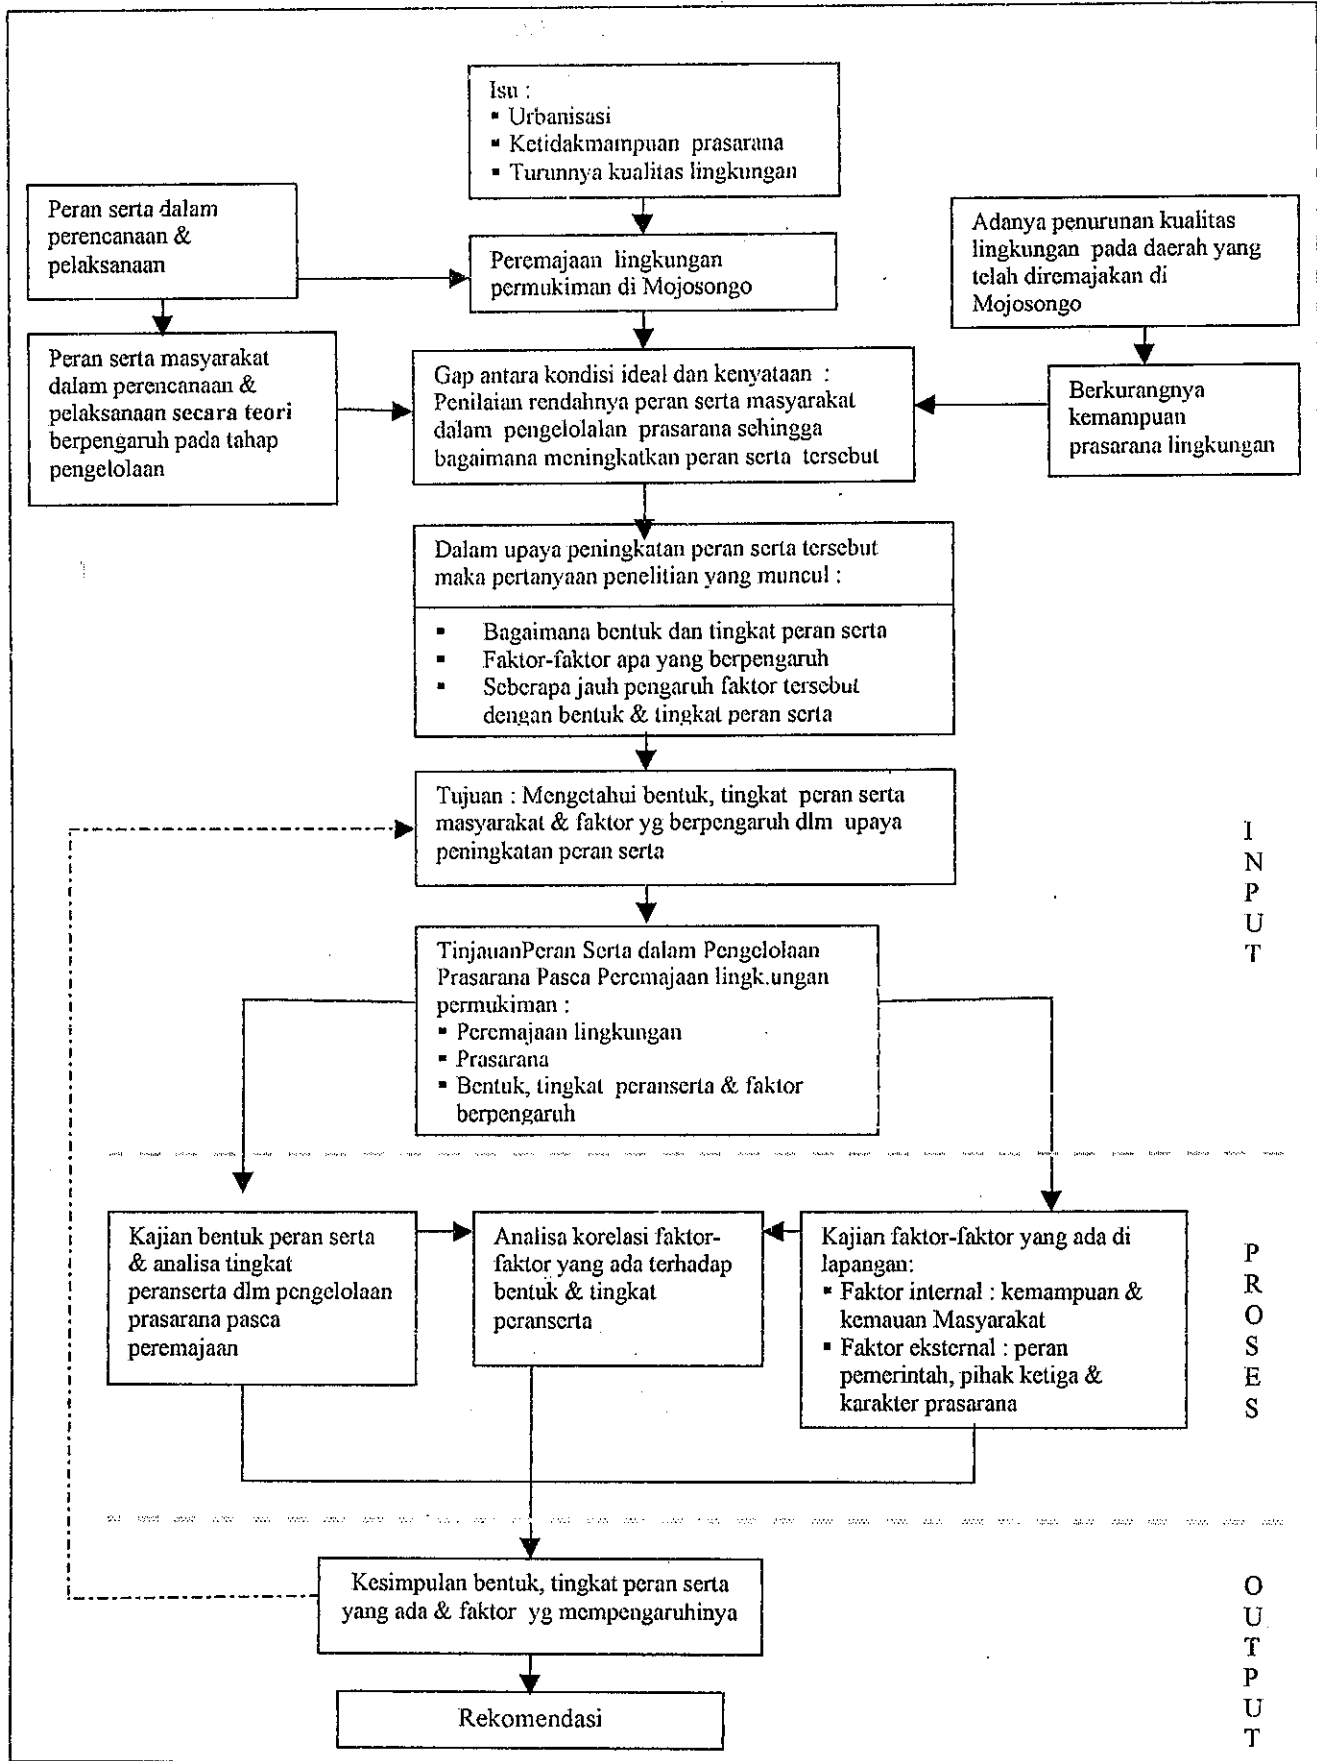 Isu :
▪ Urbanisasi
▪ Ketidakmampuan prasarana
▪ Turunnya kualitas lingkungan
Peran serta dalam
perencanaan &
pelaksanaan
Peremajaan lingkungan
permukiman di Mojosongo
Adanya penurunan kualitas
lingkungan pada daerah yang
telah diremajakan di
Mojosongo
Peran serta masyarakat
dalam perencanaan &
pelaksanaan secara teori
berpengaruh pada tahap
pengelolaan
Gap antara kondisi ideal dan kenyataan :
Penilaian rendahnya peran serta masyarakat
dalam pengelolalan prasarana sehingga
bagaimana meningkatkan peran serta tersebut
Berkurangnya
kemampuan
prasarana lingkungan
Dalam upaya peningkatan peran serta tersebut
maka pertanyaan penelitian yang muncul :
▪ Bagaimana bentuk dan tingkat peran serta
▪ Faktor-faktor apa yang berpengaruh
▪ Seberapa jauh pengaruh faktor tersebut
dengan bentuk & tingkat peran serta
Tujuan : Mengetahui bentuk, tingkat peran serta
masyarakat & faktor yg berpengaruh dlm upaya
peningkatan peran serta
TinjauanPeran Serta dalam Pengelolaan
Prasarana Pasca Peremajaan lingk.ungan
permukiman :
▪ Peremajaan lingkungan
▪ Prasarana
▪ Bentuk, tingkat peranserta & faktor
berpengaruh
INPUT
Kajian bentuk peran serta
& analisa tingkat
peranserta dlm pengelolaan
prasarana pasca
peremajaan
Analisa korelasi faktor-
faktor yang ada terhadap
bentuk & tingkat
peranserta
Kajian faktor-faktor yang ada di
lapangan:
▪ Faktor internal : kemampuan &
kemauan Masyarakat
▪ Faktor eksternal : peran
pemerintah, pihak ketiga &
karakter prasarana
PROSES
Kesimpulan bentuk, tingkat peran serta
yang ada & faktor yg mempengaruhinya
Rekomendasi
OUTPUT